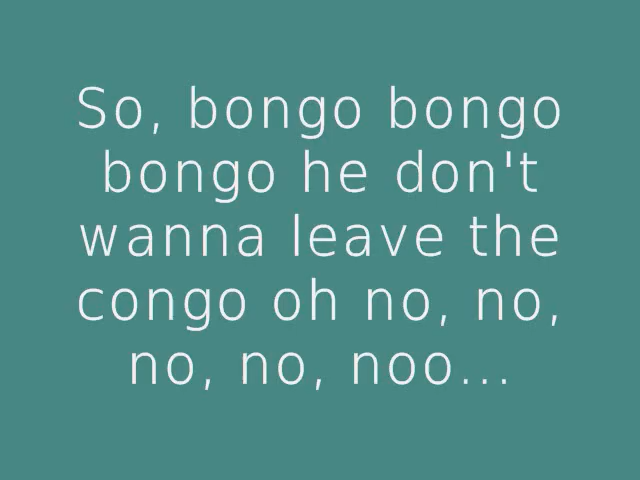 So, bongo bongo
bongo he don't
wanna leave the
congo oh no, no,
no, no, noo...